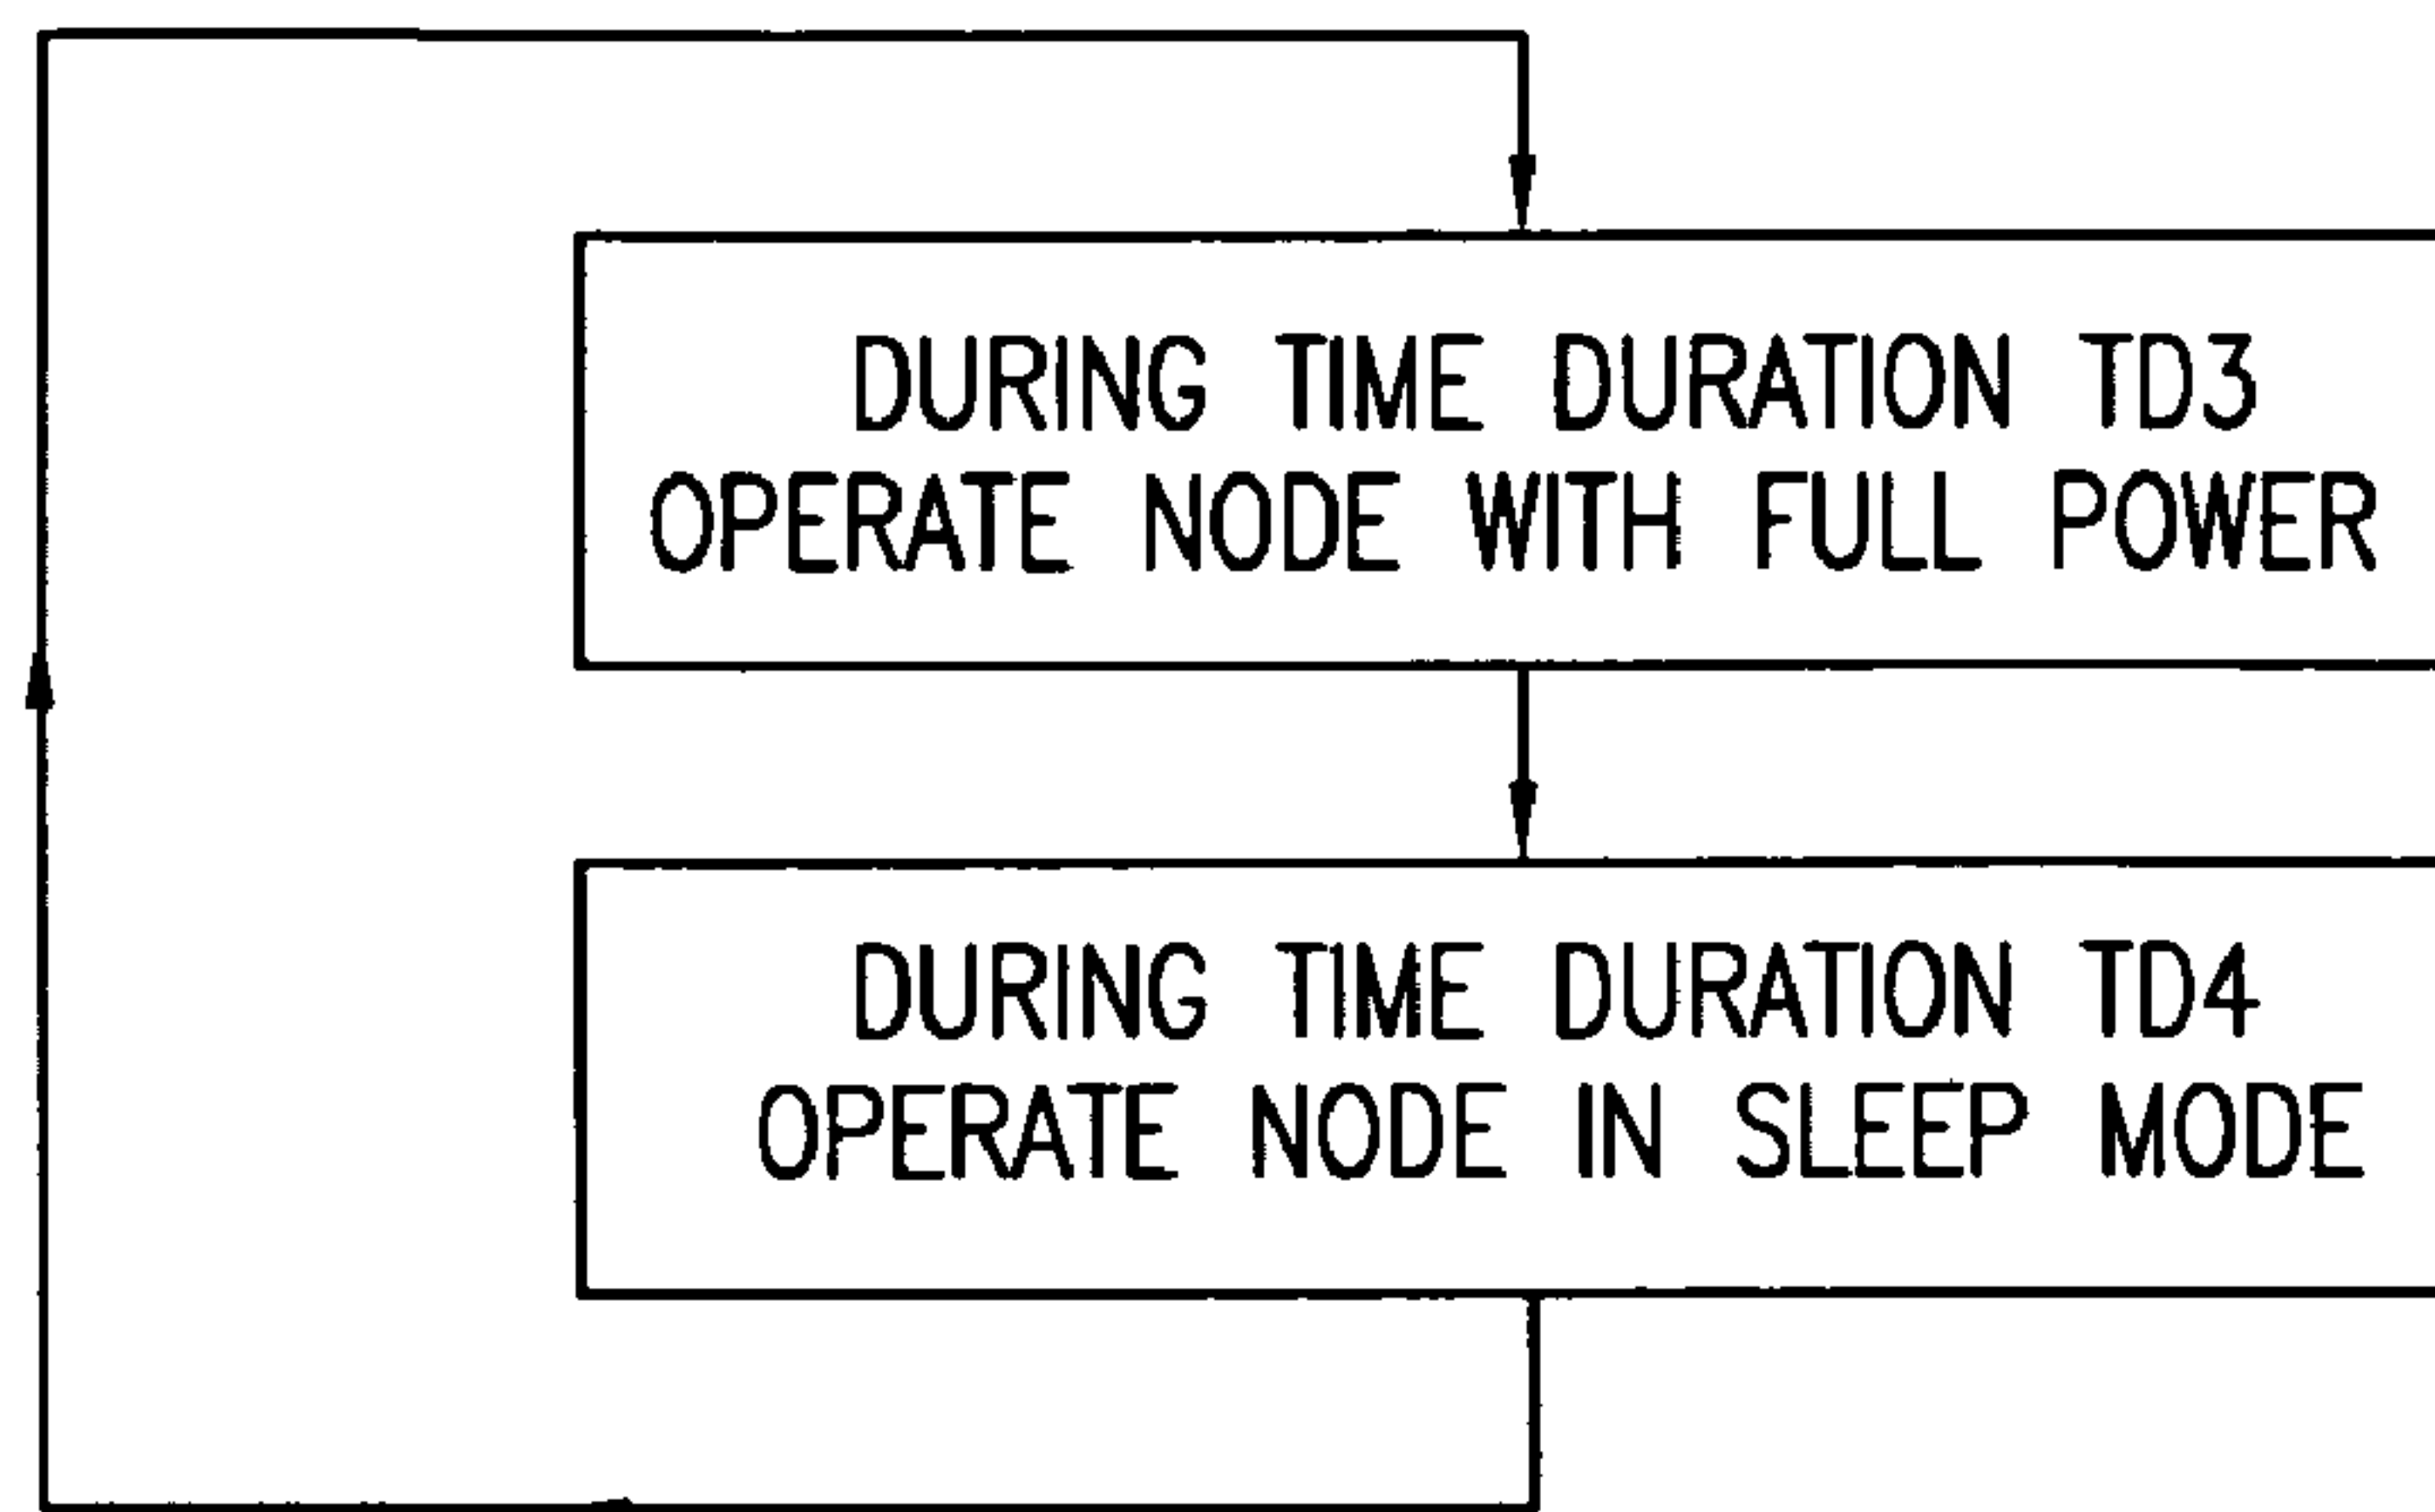 DURING TIME DURATION TD3
OPERATE NODE WITH FULL POWER
DURING TIME DURATION TD4
OPERATE NODE IN SLEEP MODE